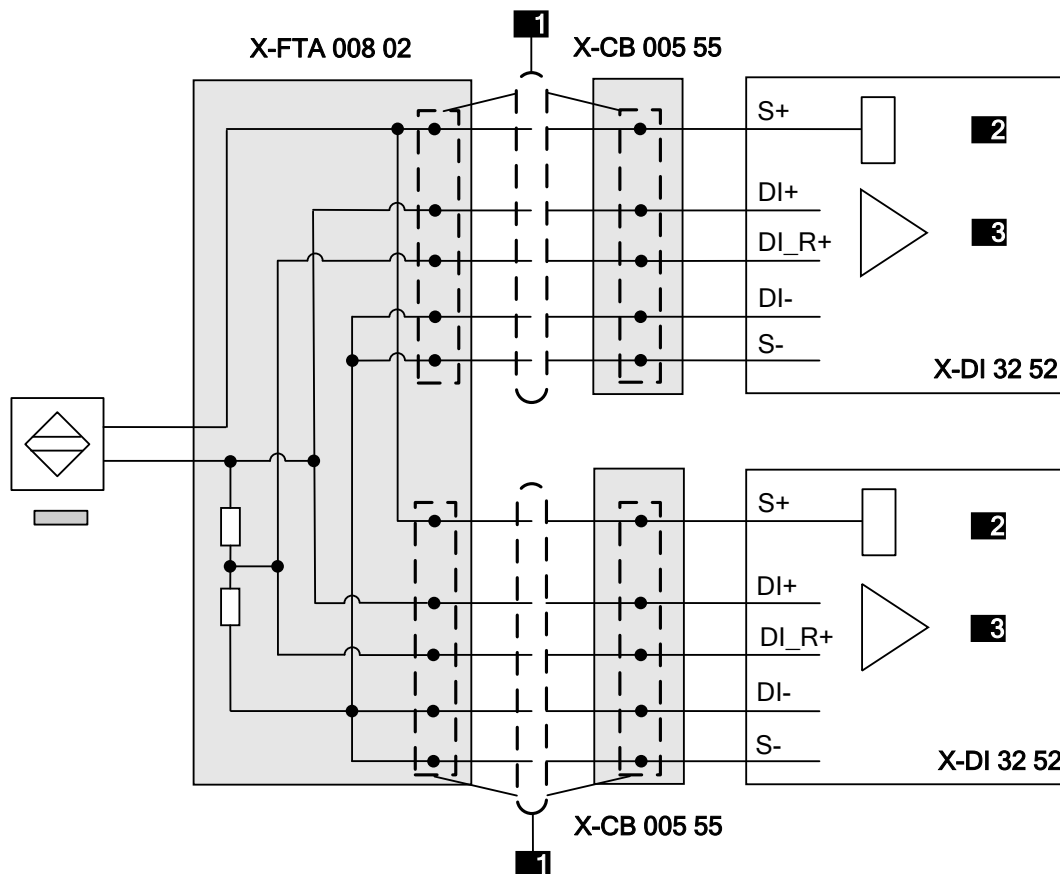 1
X-FTA 008 02
X-CB 005 55
S+
2
DI+
3
DI_R+
DI-
S-
X-DI 32 52
S+
2
DI+
3
DI_R+
DI-
S-
X-DI 32 52
X-CB 005 55
1